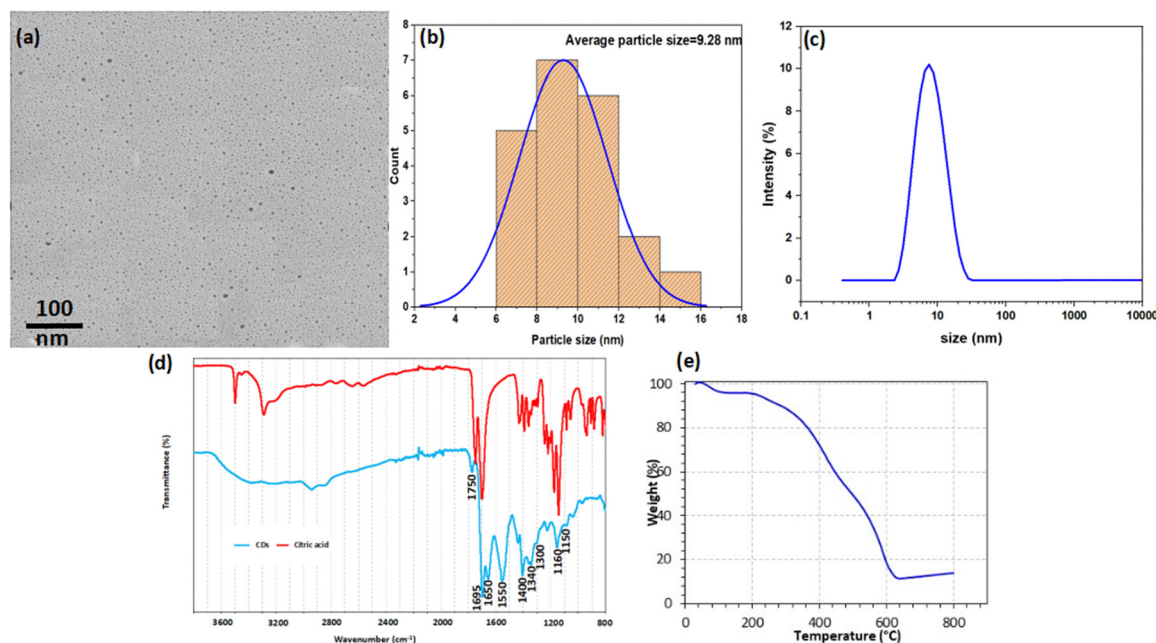 (a)
100
nm
(b)
Average particle size=9.28 nm
8
7
6
5
4
3
2
1
0
Count
2 4 6 8 10 12 14 16 18
Particle size (nm)
(c)
12
10
8
6
4
2
0
Intensity (%)
0.1 1 10 100 1000 10000
size (nm)
(d)
Transmittance (%)
1750
1695
1650
1550
1400
1340
1300
1160
1150
CDs Citric acid
3600 3200 2800 2400 2000 1600 1200 800
Wavenumber (cm-1)
(e)
100
80
60
40
20
0
Weight (%)
0 200 400 600 800
Temperature (°C)